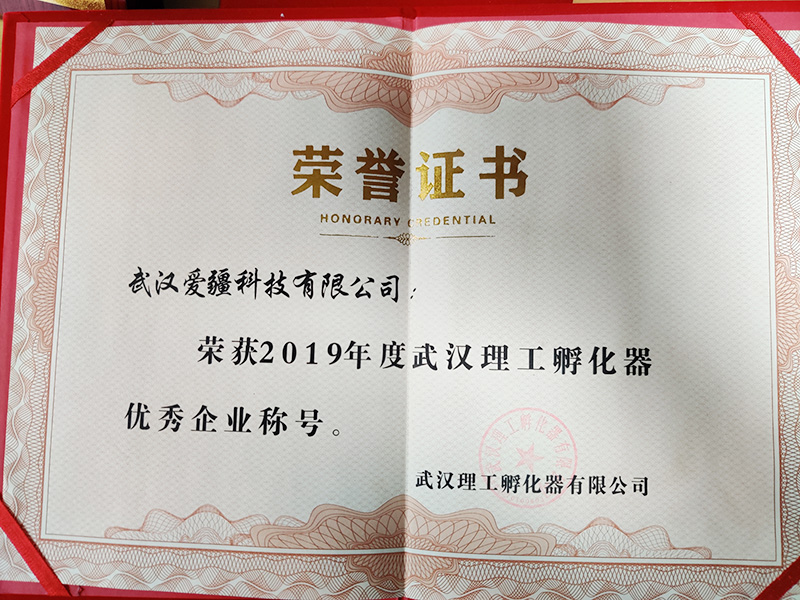 荣誉证书
HONORARY CREDENTIAL
武汉爱疆科技有限公司：
荣获2019年度武汉理工孵化器
优秀企业称号。
武汉理工孵化器有限公司